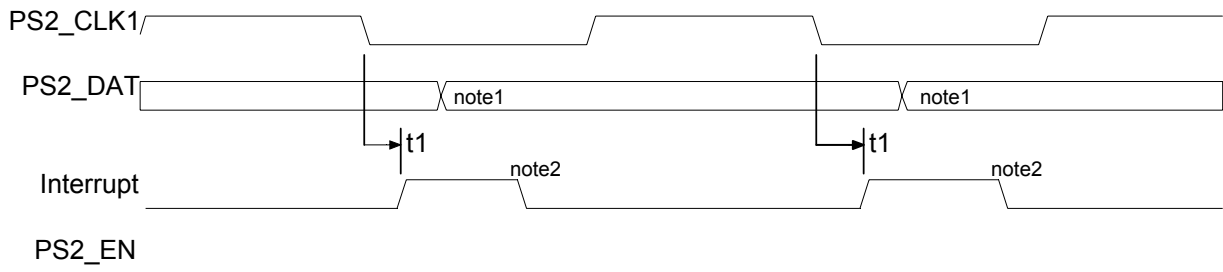 PS2_CLK1
PS2_DAT
note1 note1
t1 t1
Interrupt note2 note2
PS2_EN